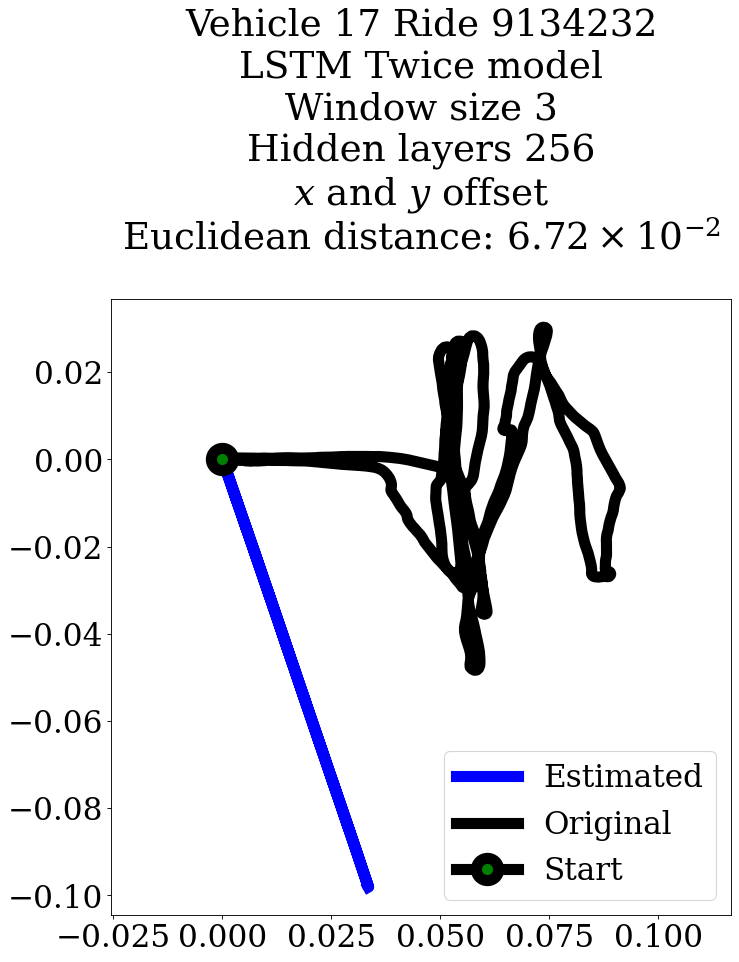 Vehicle 17 Ride 9134232
LSTM Twice model
Window size 3
Hidden layers 256
x and y offset
Euclidean distance: 6.72 × 10⁻²
0.02
0.00
−0.02
−0.04
−0.06
−0.08
−0.10
Estimated
Original
Start
−0.025 0.000 0.025 0.050 0.075 0.100